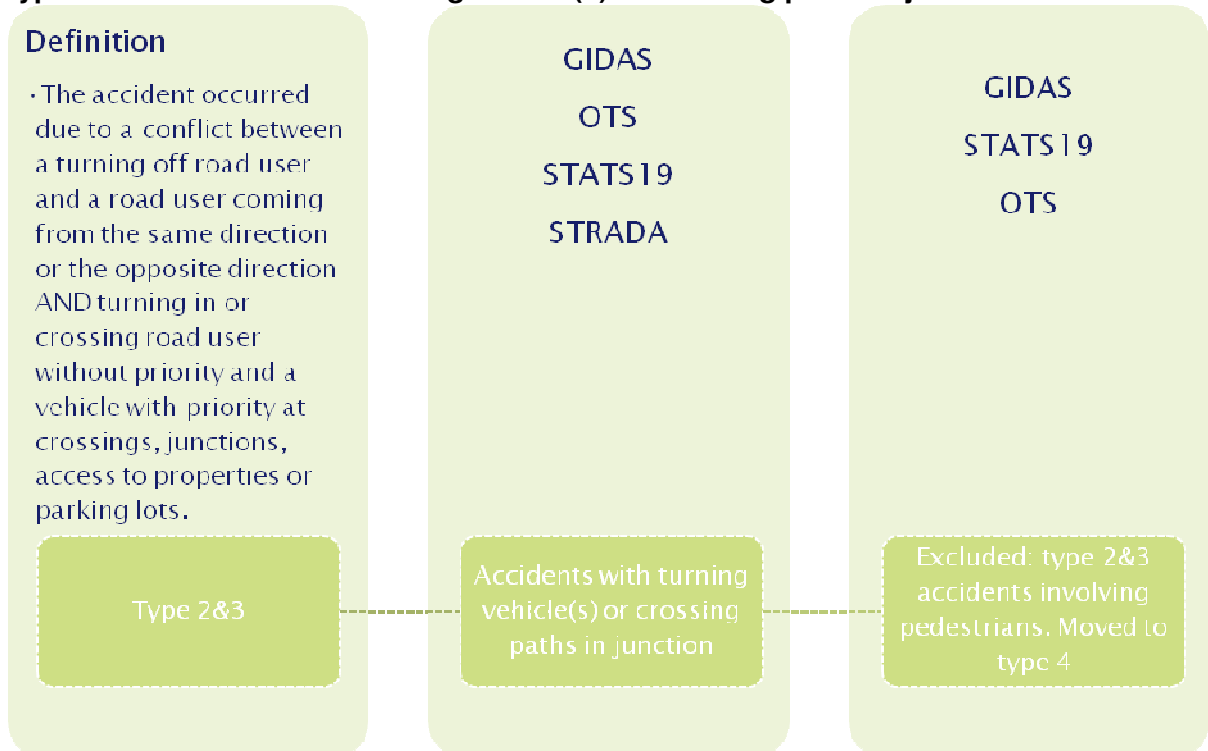 Definition
· The accident occurred
due to a conflict between
a turning off road user
and a road user coming
from the same direction
or the opposite direction
AND turning in or
crossing road user
without priority and a
vehicle with priority at
crossings, junctions,
access to properties or
parking lots.
Type 2&3
GIDAS
OTS
STATS19
STRADA
Accidents with turning
vehicle(s) or crossing
paths in junction
GIDAS
STATS19
OTS
Excluded: type 2&3
accidents involving
pedestrians. Moved to
type 4